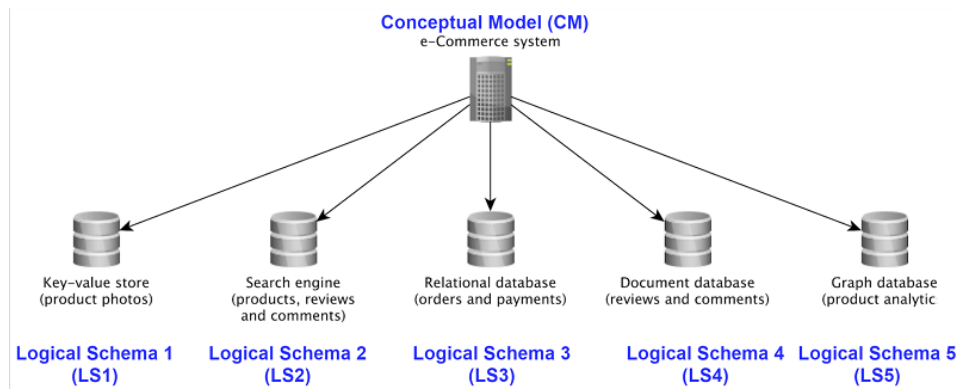 Conceptual Model (CM)
e-Commerce system
Key-value store
(product photos)
Search engine
(products, reviews
and comments)
Relational database
(orders and payments)
Document database
(reviews and comments)
Graph database
(product analytic
Logical Schema 1
(LS1)
Logical Schema 2
(LS2)
Logical Schema 3
(LS3)
Logical Schema 4
(LS4)
Logical Schema 5
(LS5)